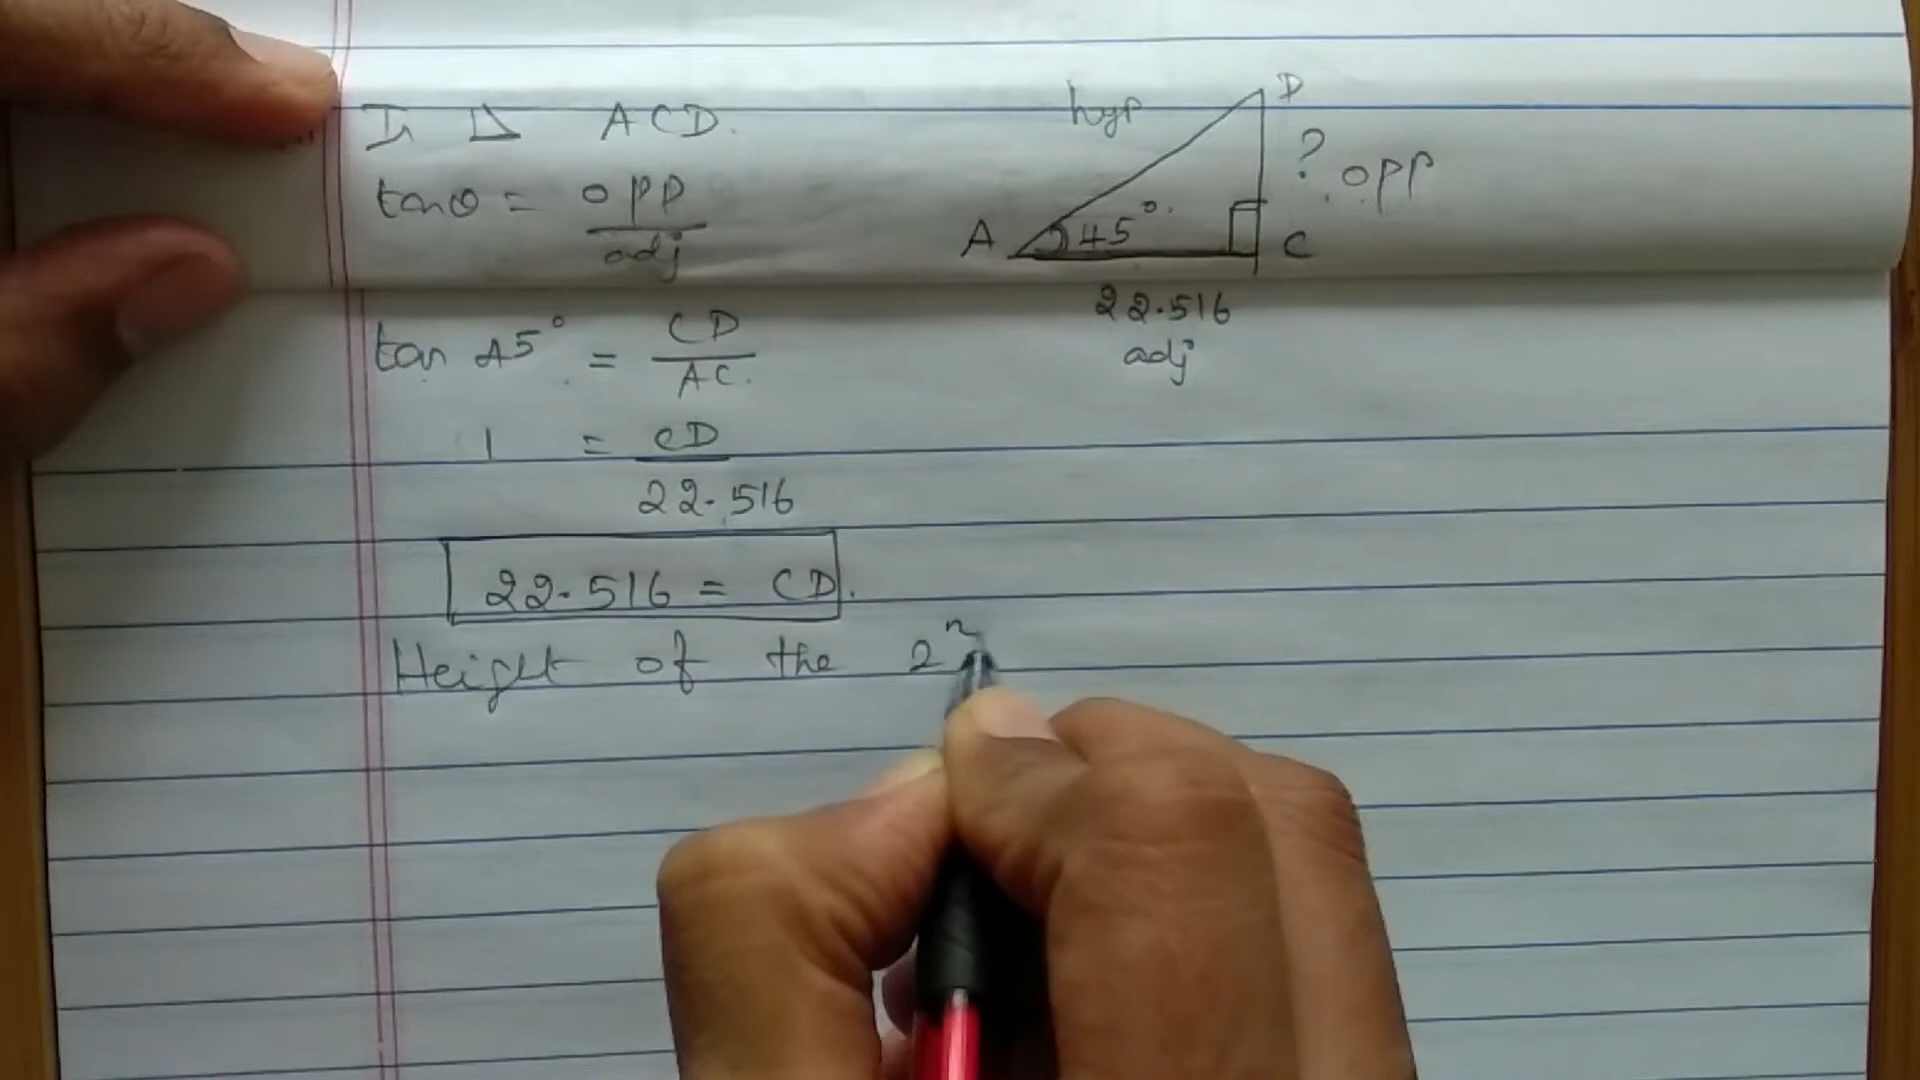 In △ ACD.
tanθ = opp
adj
tan 45° = CD
AC.
1 = CD
22.516
22.516 = CD.
Height of the 2n
D
hyp
? opp
A 45°. C
22.516
adj